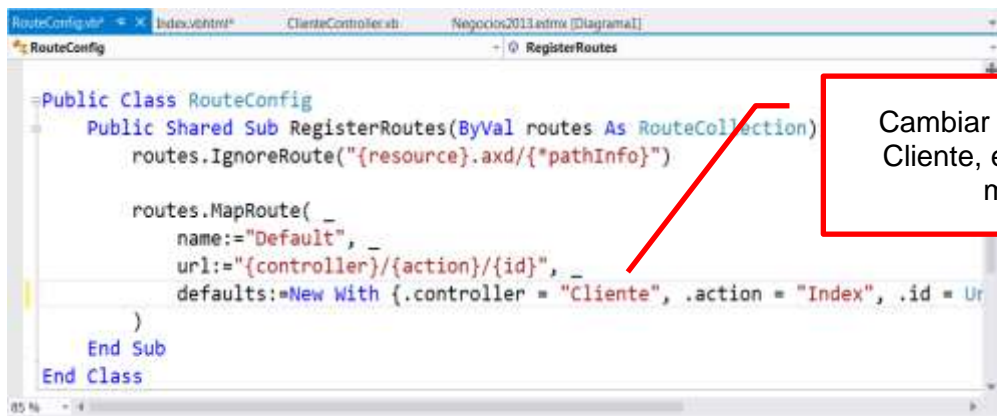 RouteConfig.vb* Index.vbhtml* ClienteController.vb Negocios2013.edmx [Diagrama1]
RouteConfig RegisterRoutes
Public Class RouteConfig
Public Shared Sub RegisterRoutes(ByVal routes As RouteCollection)
routes.IgnoreRoute("{resource}.axd/{*pathInfo}")
routes.MapRoute( _
name:="Default", _
url:="{controller}/{action}/{id}", _
defaults:=New With {.controller = "Cliente", .action = "Index", .id = Ur
)
End Sub
End Class
Cambiar
Cliente, e
m
85 %